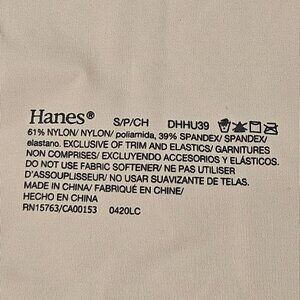 Hanes® S/P/CH DHHU39
61% NYLON/ NYLON/ poliamida, 39% SPANDEX/ SPANDEX/
elastano. EXCLUSIVE OF TRIM AND ELASTICS/ GARNITURES
NON COMPRISES/ EXCLUYENDO ACCESORIOS Y ELÁSTICOS.
DO NOT USE FABRIC SOFTENER/ NE PAS UTILISER
D'ASSOUPLISSEUR/ NO USAR SUAVIZANTE DE TELAS.
MADE IN CHINA/ FABRIQUÉ EN CHINE/
HECHO EN CHINA
RN15763/CA00153 0420LC